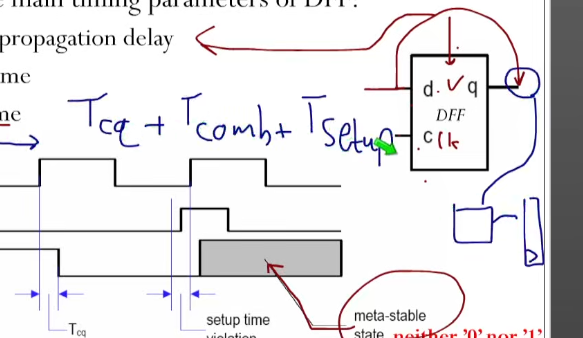 main timing parameters of DFF:
propagation delay
me
me
Tcq + Tcomb + Tsetup
d. q
DFF
Clk
Tcq
setup time
violation
meta-stable
state neither '0' nor '1'